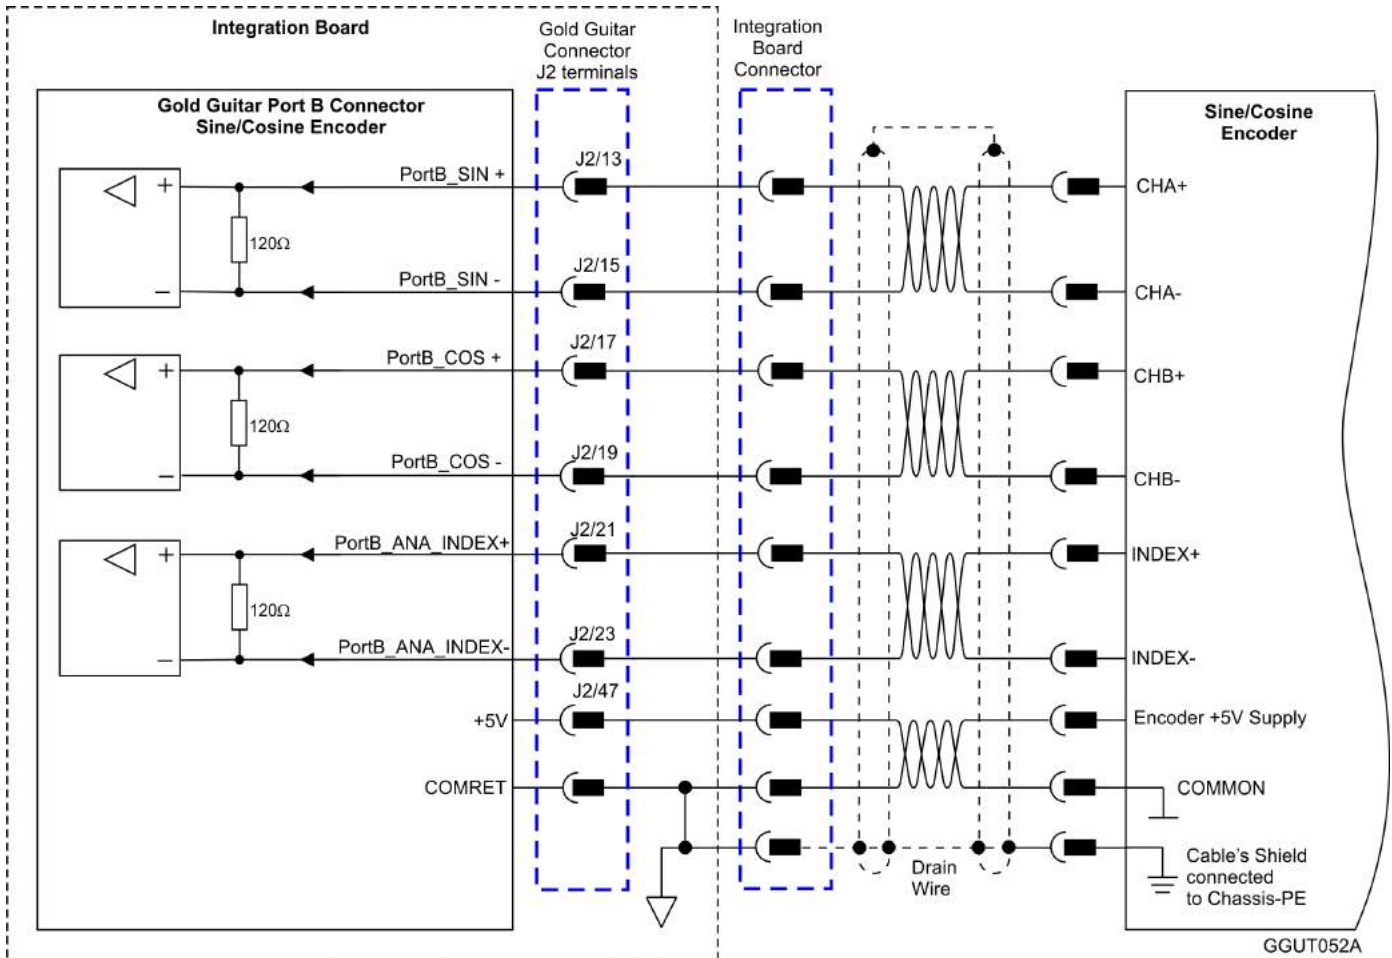 Integration Board
Gold Guitar
Connector
J2 terminals
Integration
Board
Connector
Gold Guitar Port B Connector
Sine/Cosine Encoder
Sine/Cosine
Encoder
+
PortB_SIN +
J2/13
CHA+
120Ω
−
PortB_SIN -
J2/15
CHA-
+
PortB_COS +
J2/17
CHB+
120Ω
−
PortB_COS -
J2/19
CHB-
+
PortB_ANA_INDEX+
J2/21
INDEX+
120Ω
−
PortB_ANA_INDEX-
J2/23
INDEX-
+5V
J2/47
Encoder +5V Supply
COMRET
COMMON
Drain
Wire
Cable's Shield
connected
to Chassis-PE
GGUT052A